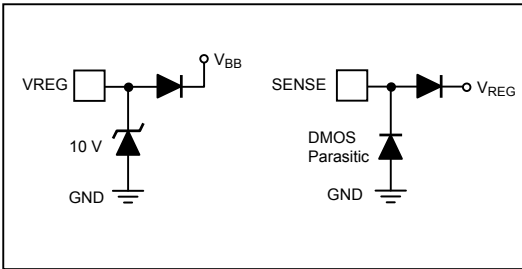 VREG
V_BB
10 V
GND
SENSE
V_REG
DMOS
Parasitic
GND